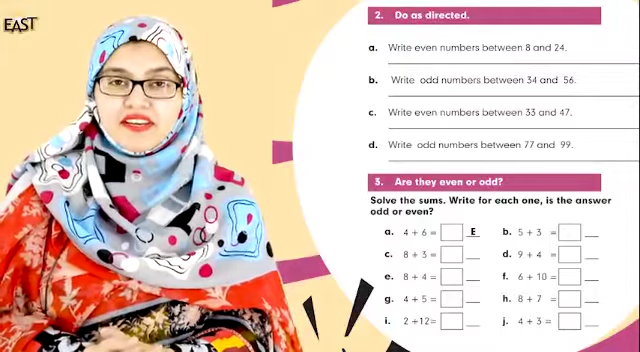 EAST
2. Do as directed.
a. Write even numbers between 8 and 24.
b. Write odd numbers between 34 and 56.
c. Write even numbers between 33 and 47.
d. Write odd numbers between 77 and 99.
3. Are they even or odd?
Solve the sums. Write for each one, is the answer
odd or even?
a. 4 + 6 = E b. 5 + 3 =
c. 8 + 3 = d. 9 + 4 =
e. 8 + 4 = f. 6 + 10 =
g. 4 + 5 = h. 8 + 7 =
i. 2 +12= j. 4 + 3 =